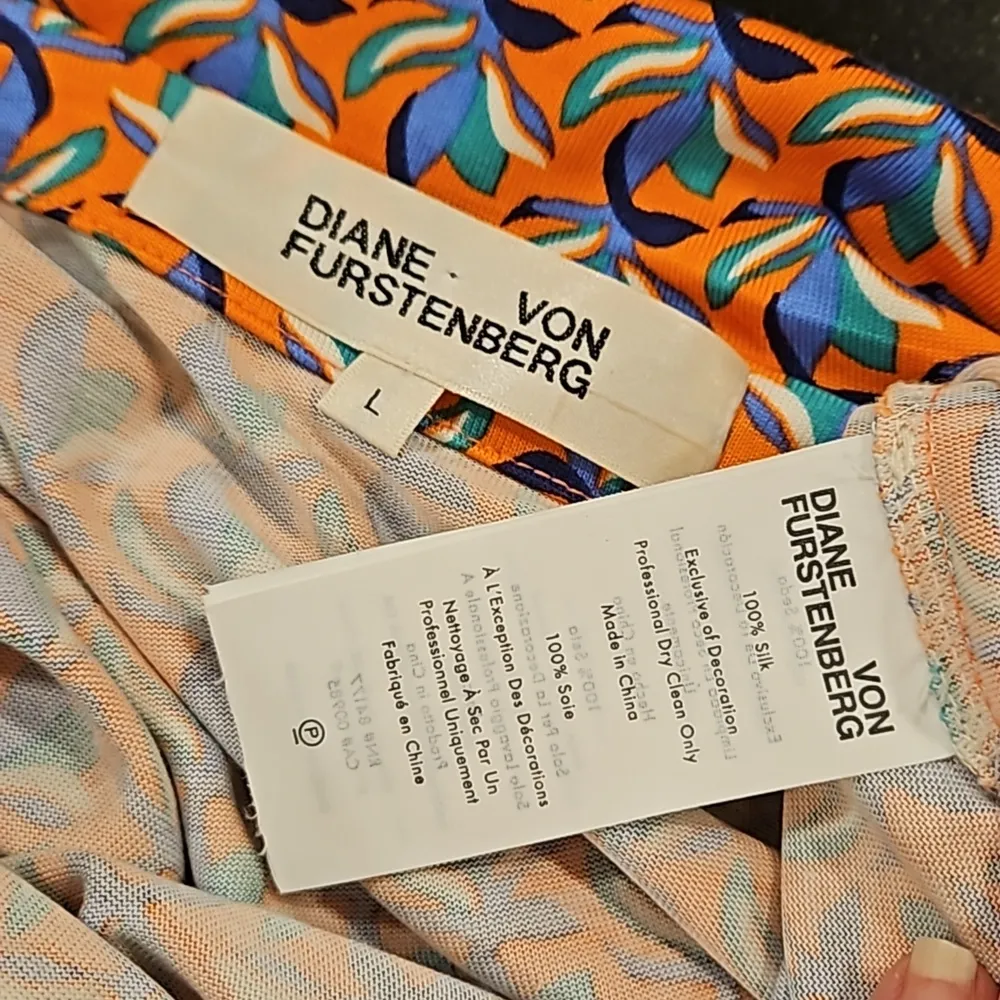 DIANE VON
FURSTENBERG
L
DIANE VON
FURSTENBERG
100% Silk
Exclusive of Decoration
Professional Dry Clean Only
Made in China
100% Soie
À L'Exception Des Décorations
Nettoyage À Sec Par Un
Professionnel Uniquement
Fabriqué en Chine
P